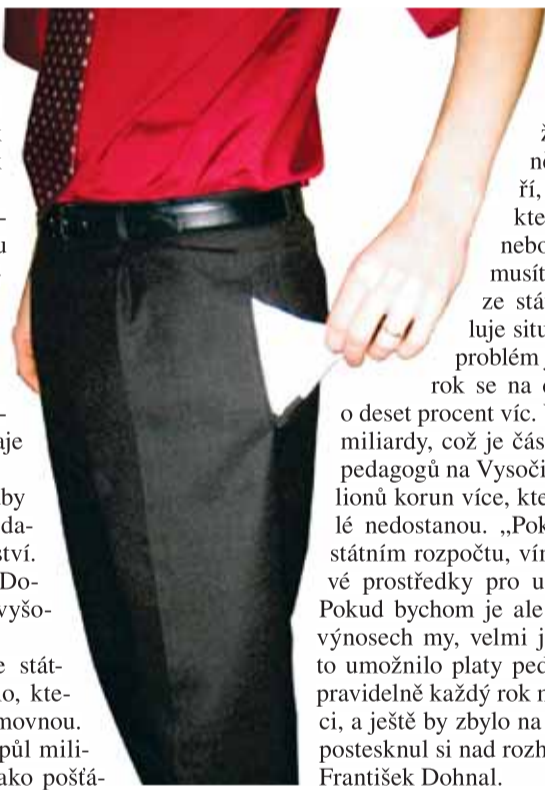 aje
by
da-
ství.
Do-
vyšo-
e stát-
o, kte-
movnou.
půl mili-
ako poštá-
ří,
kte
nebo
musít
ze stá
luje situ
problém j
rok se na
o deset procent víc.
miliardy, což je čás
pedagogů na Vysoči
lionů korun více, kte
lé nedostanou. „Pok
státním rozpočtu, ví
vé prostředky pro u
Pokud bychom je ale
výnosech my, velmi j
to umožnilo platy ped
pravidelně každý rok
ci, a ještě by zbylo na
postesknul si nad rozh
František Dohnal.